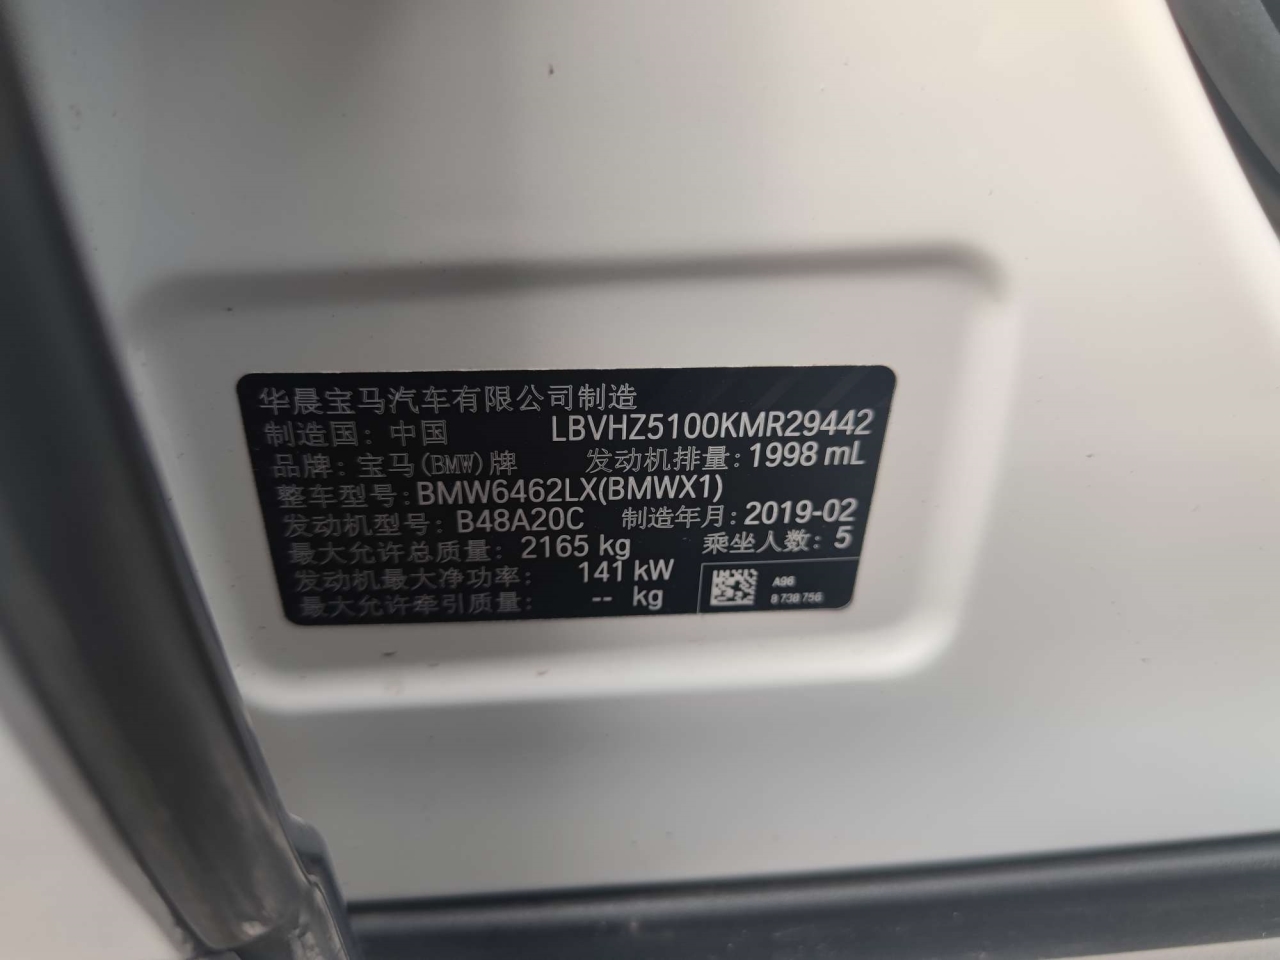 华晨宝马汽车有限公司制造
制造国：中国 LBVHZ5100KMR29442
品牌：宝马(BMW)牌 发动机排量：1998 mL
整车型号：BMW6462LX(BMWX1)
发动机型号：B48A20C 制造年月：2019-02
最大允许总质量：2165 kg 乘坐人数：5
发动机最大净功率：141 kW
最大允许牵引质量：-- kg
A96
8 738 756